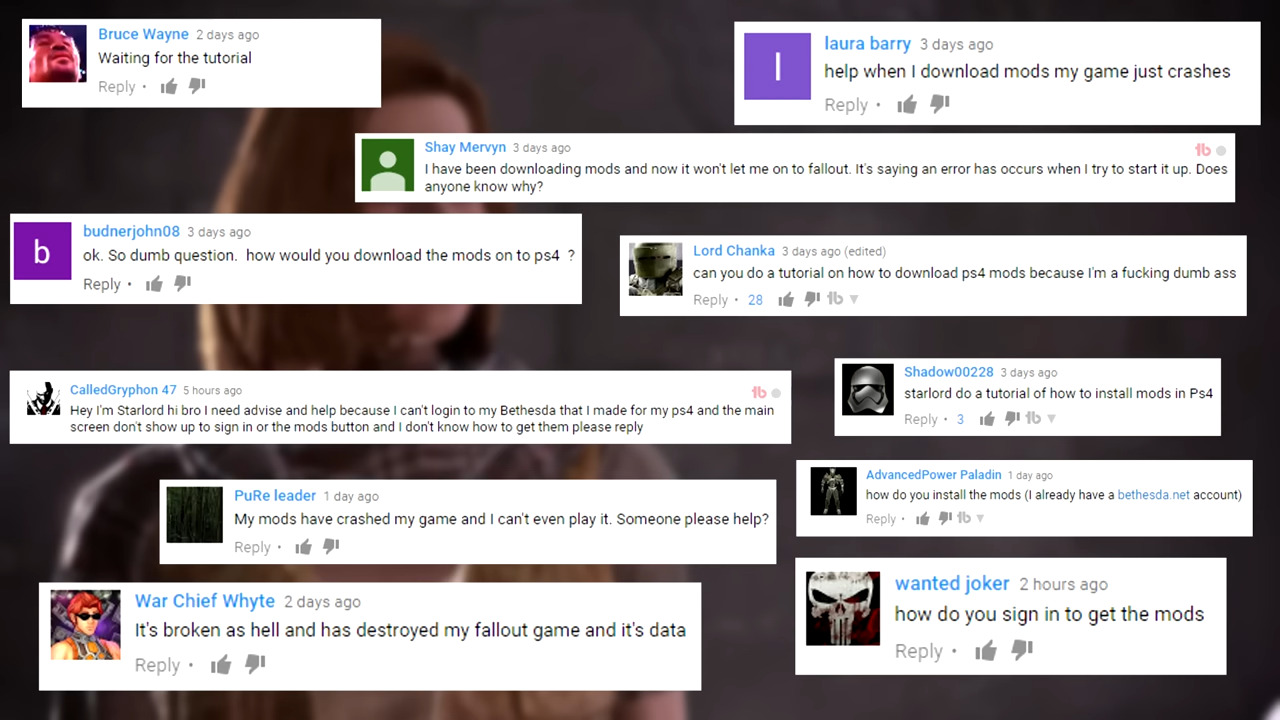 Bruce Wayne 2 days ago
Waiting for the tutorial
Reply •
l
laura barry 3 days ago
help when I download mods my game just crashes
Reply •
Shay Mervyn 3 days ago
I have been downloading mods and now it won't let me on to fallout. It's saying an error has occurs when I try to start it up. Does
anyone know why?
tb
b
budnerjohn08 3 days ago
ok. So dumb question. how would you download the mods on to ps4 ?
Reply •
Lord Chanka 3 days ago (edited)
can you do a tutorial on how to download ps4 mods because I'm a fucking dumb ass
Reply • 28 tb
CalledGryphon 47 5 hours ago
Hey I'm Starlord hi bro I need advise and help because I can't login to my Bethesda that I made for my ps4 and the main
screen don't show up to sign in or the mods button and I don't know how to get them please reply
tb
Shadow00228 3 days ago
starlord do a tutorial of how to install mods in Ps4
Reply • 3 tb
PuRe leader 1 day ago
My mods have crashed my game and I can't even play it. Someone please help?
Reply •
AdvancedPower Paladin 1 day ago
how do you install the mods (I already have a bethesda.net account)
Reply • tb
War Chief Whyte 2 days ago
It's broken as hell and has destroyed my fallout game and it's data
Reply •
wanted joker 2 hours ago
how do you sign in to get the mods
Reply •